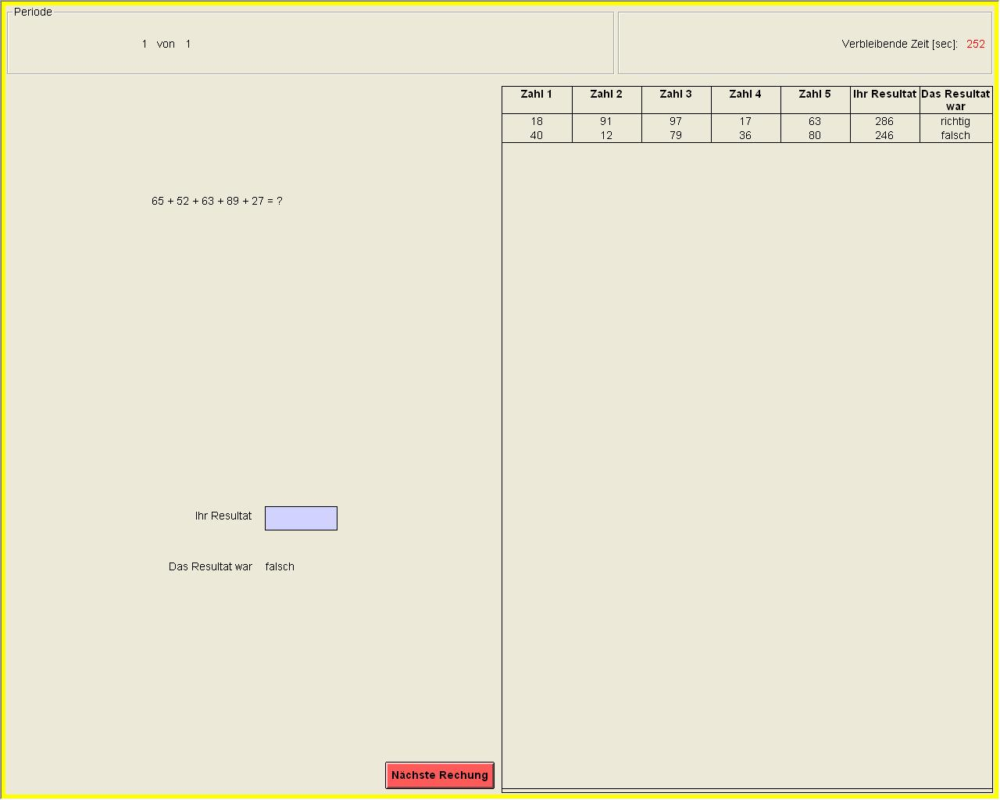 Periode
1 von 1
Verbleibende Zeit [sec]: 252
Zahl 1 Zahl 2 Zahl 3 Zahl 4 Zahl 5 Ihr Resultat Das Resultat war
18 91 97 17 63 286 richtig
40 12 79 36 80 246 falsch
65 + 52 + 63 + 89 + 27 = ?
Ihr Resultat
Das Resultat war falsch
Nächste Rechung